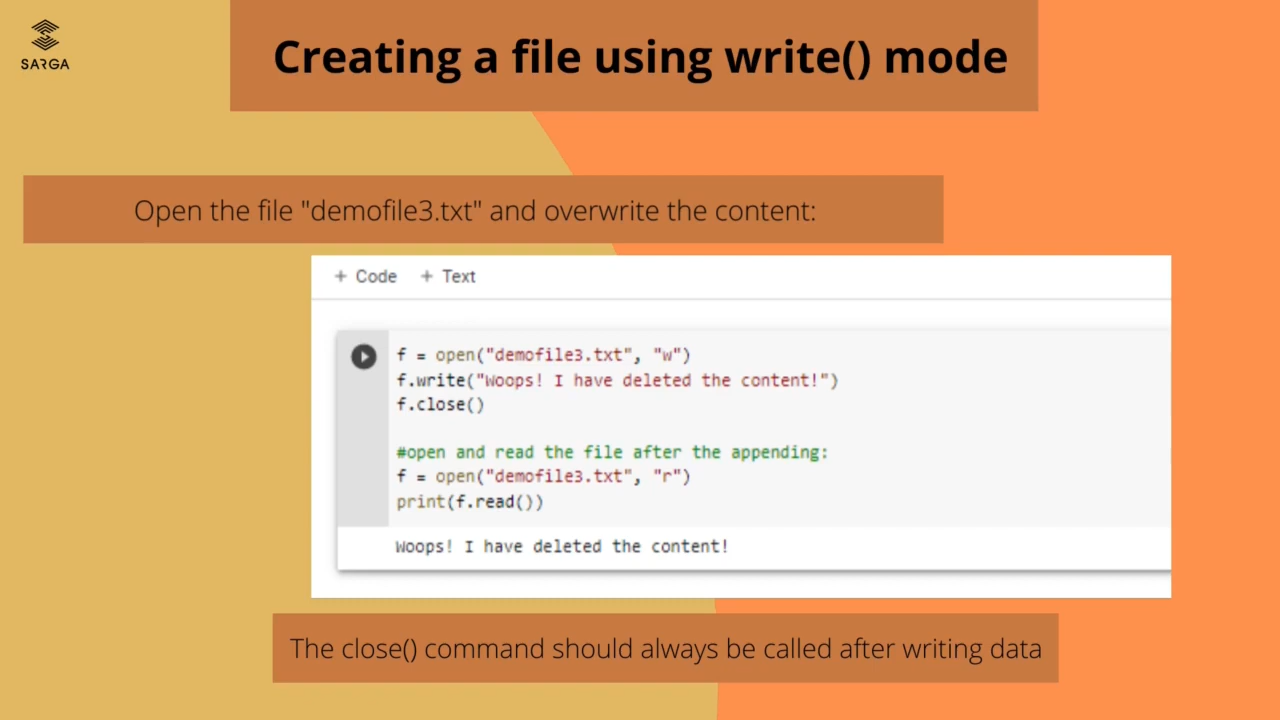 SARGA
Creating a file using write() mode
Open the file "demofile3.txt" and overwrite the content:
+ Code + Text
f = open("demofile3.txt", "w")
f.write("Woops! I have deleted the content!")
f.close()
#open and read the file after the appending:
f = open("demofile3.txt", "r")
print(f.read())
Woops! I have deleted the content!
The close() command should always be called after writing data